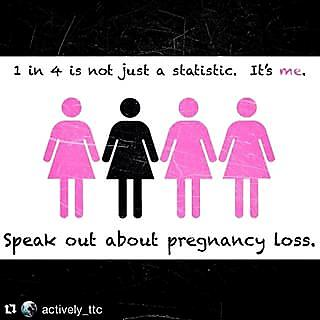 1 in 4 is not just a statistic. It's me.
Speak out about pregnancy loss.
actively_ttc